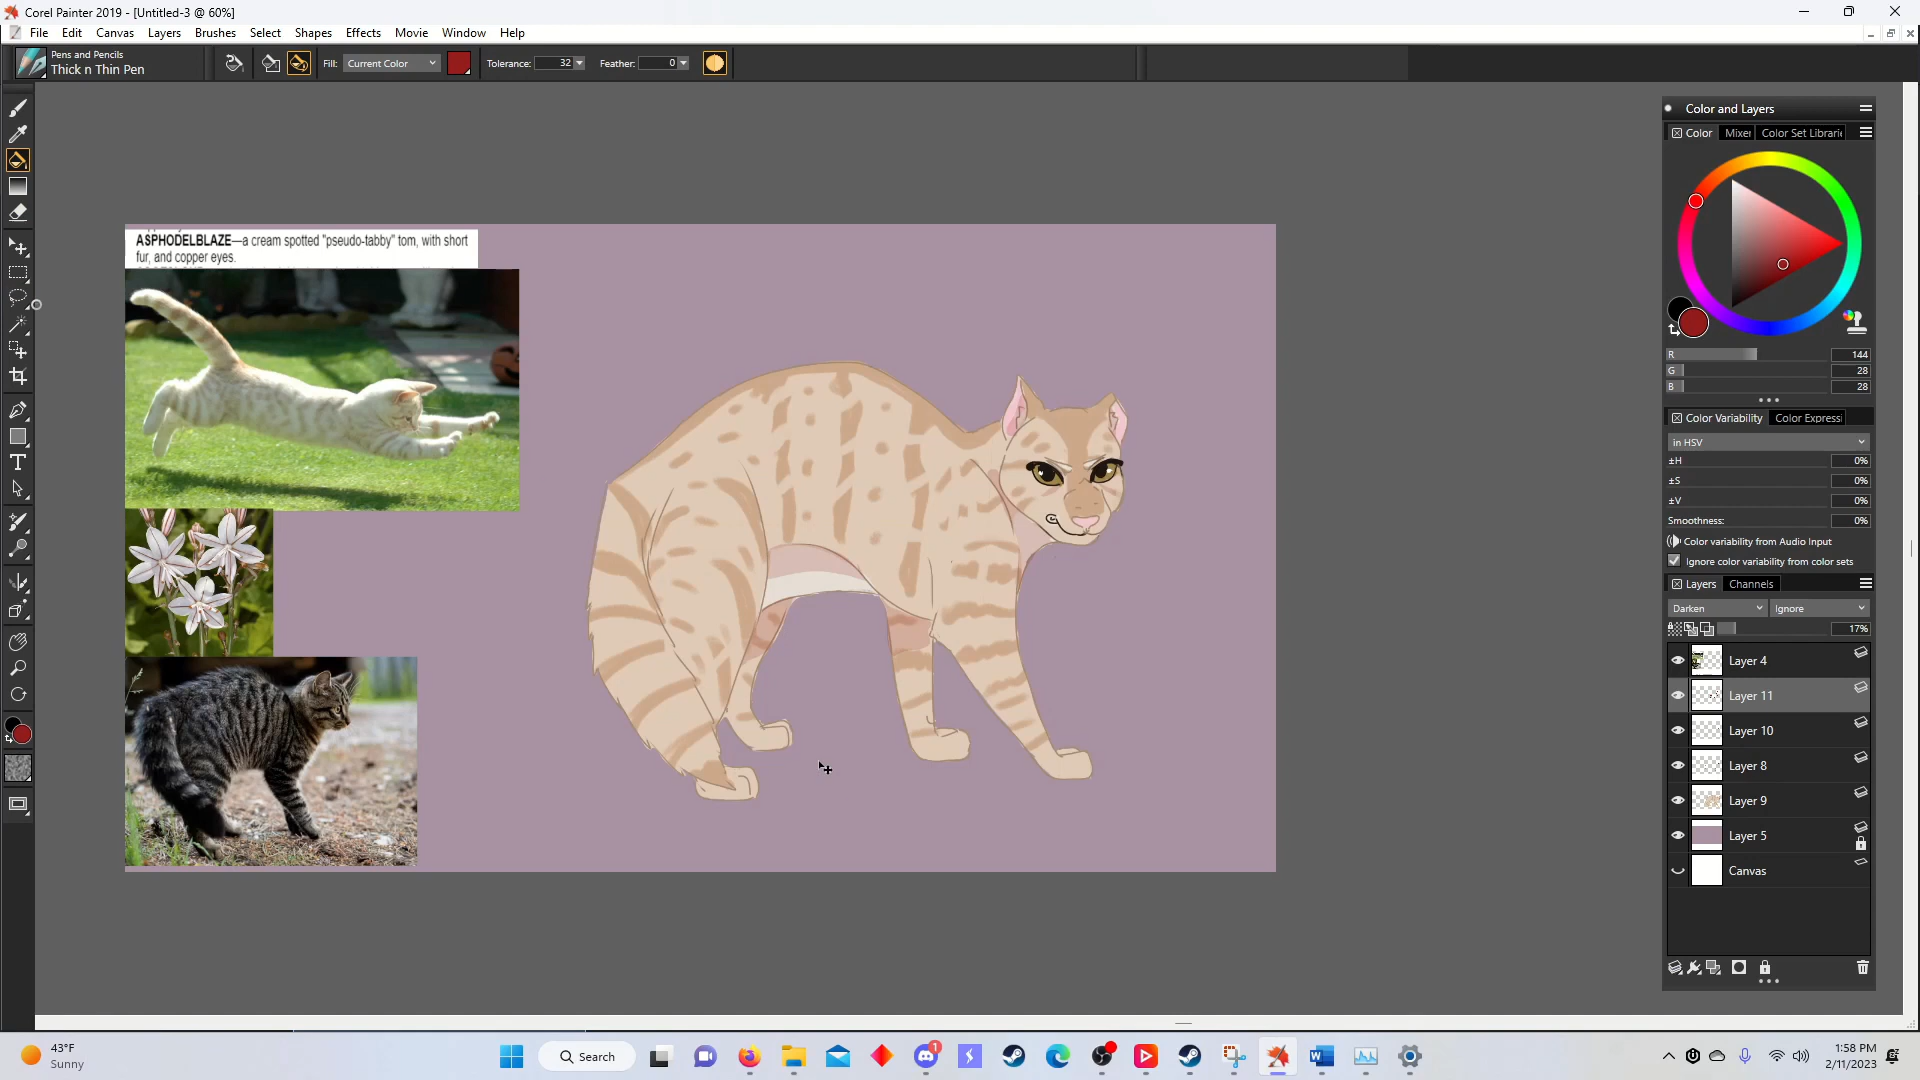 Corel Painter 2019 - [Untitled-3 @ 60%]
File Edit Canvas Layers Brushes Select Shapes Effects Movie Window Help
Pens and Pencils
Thick n Thin Pen
Fill: Current Color Tolerance: 32 Feather: 0
Color and Layers
Color Mixer Color Set Librari
ASPHODELBLAZE—a cream spotted "pseudo-tabby" tom, with short
fur, and copper eyes.
R 144
G 28
B 28
Color Variability Color Expressi
in HSV
±H 0%
±S 0%
±V 0%
Smoothness: 0%
Color variability from Audio Input
Ignore color variability from color sets
Layers Channels
Darken Ignore
17%
Layer 4
Layer 11
Layer 10
Layer 8
Layer 9
Layer 5
Canvas
43°F
Sunny
Search
1
1:58 PM
2/11/2023